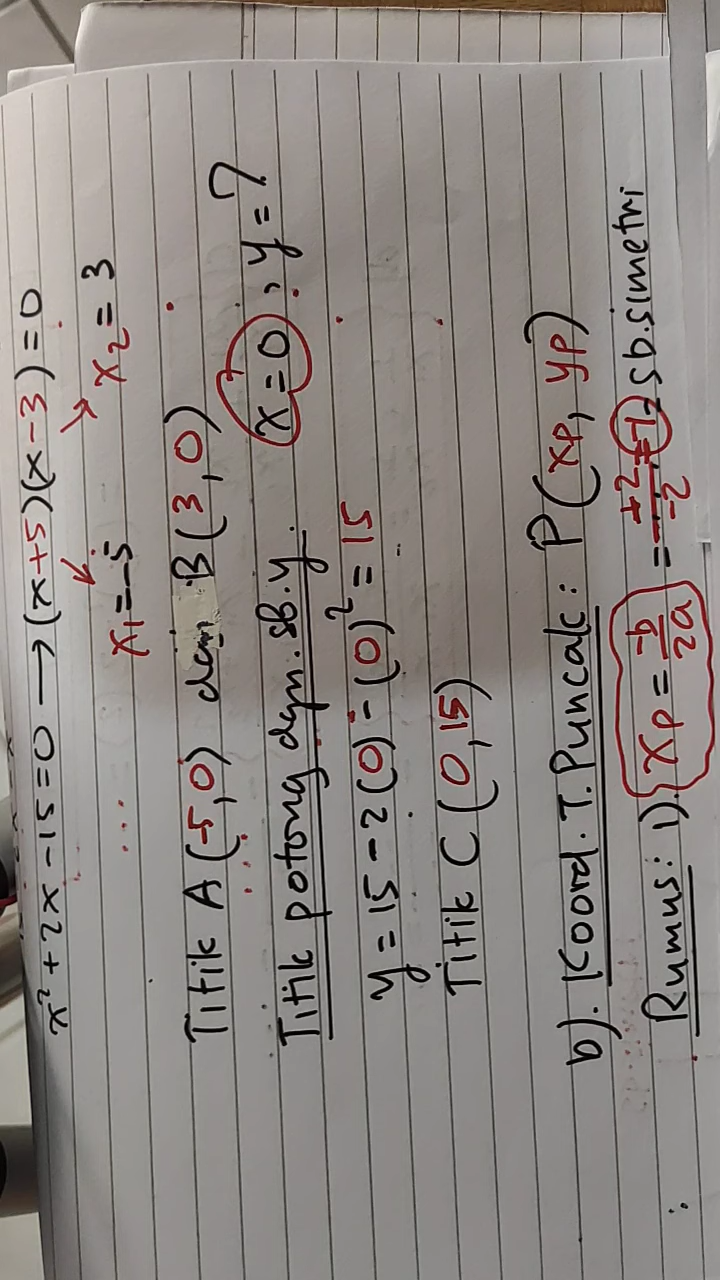 x² + 2x - 15 = 0 → (x+5)(x-3) = 0
x₁ = -5 x₂ = 3
Titik A(-5,0) dan B(3,0)
Titik potong dgn. sb. y. (x=0, y=?
y = 15 - 2(0) - (0)² = 15
Titik C(0,15)
b). Koord. T. Puncak: P(xp, yp)
Rumus: 1). xp = -b/2a = +2/-2 = -1 = sb. simetri